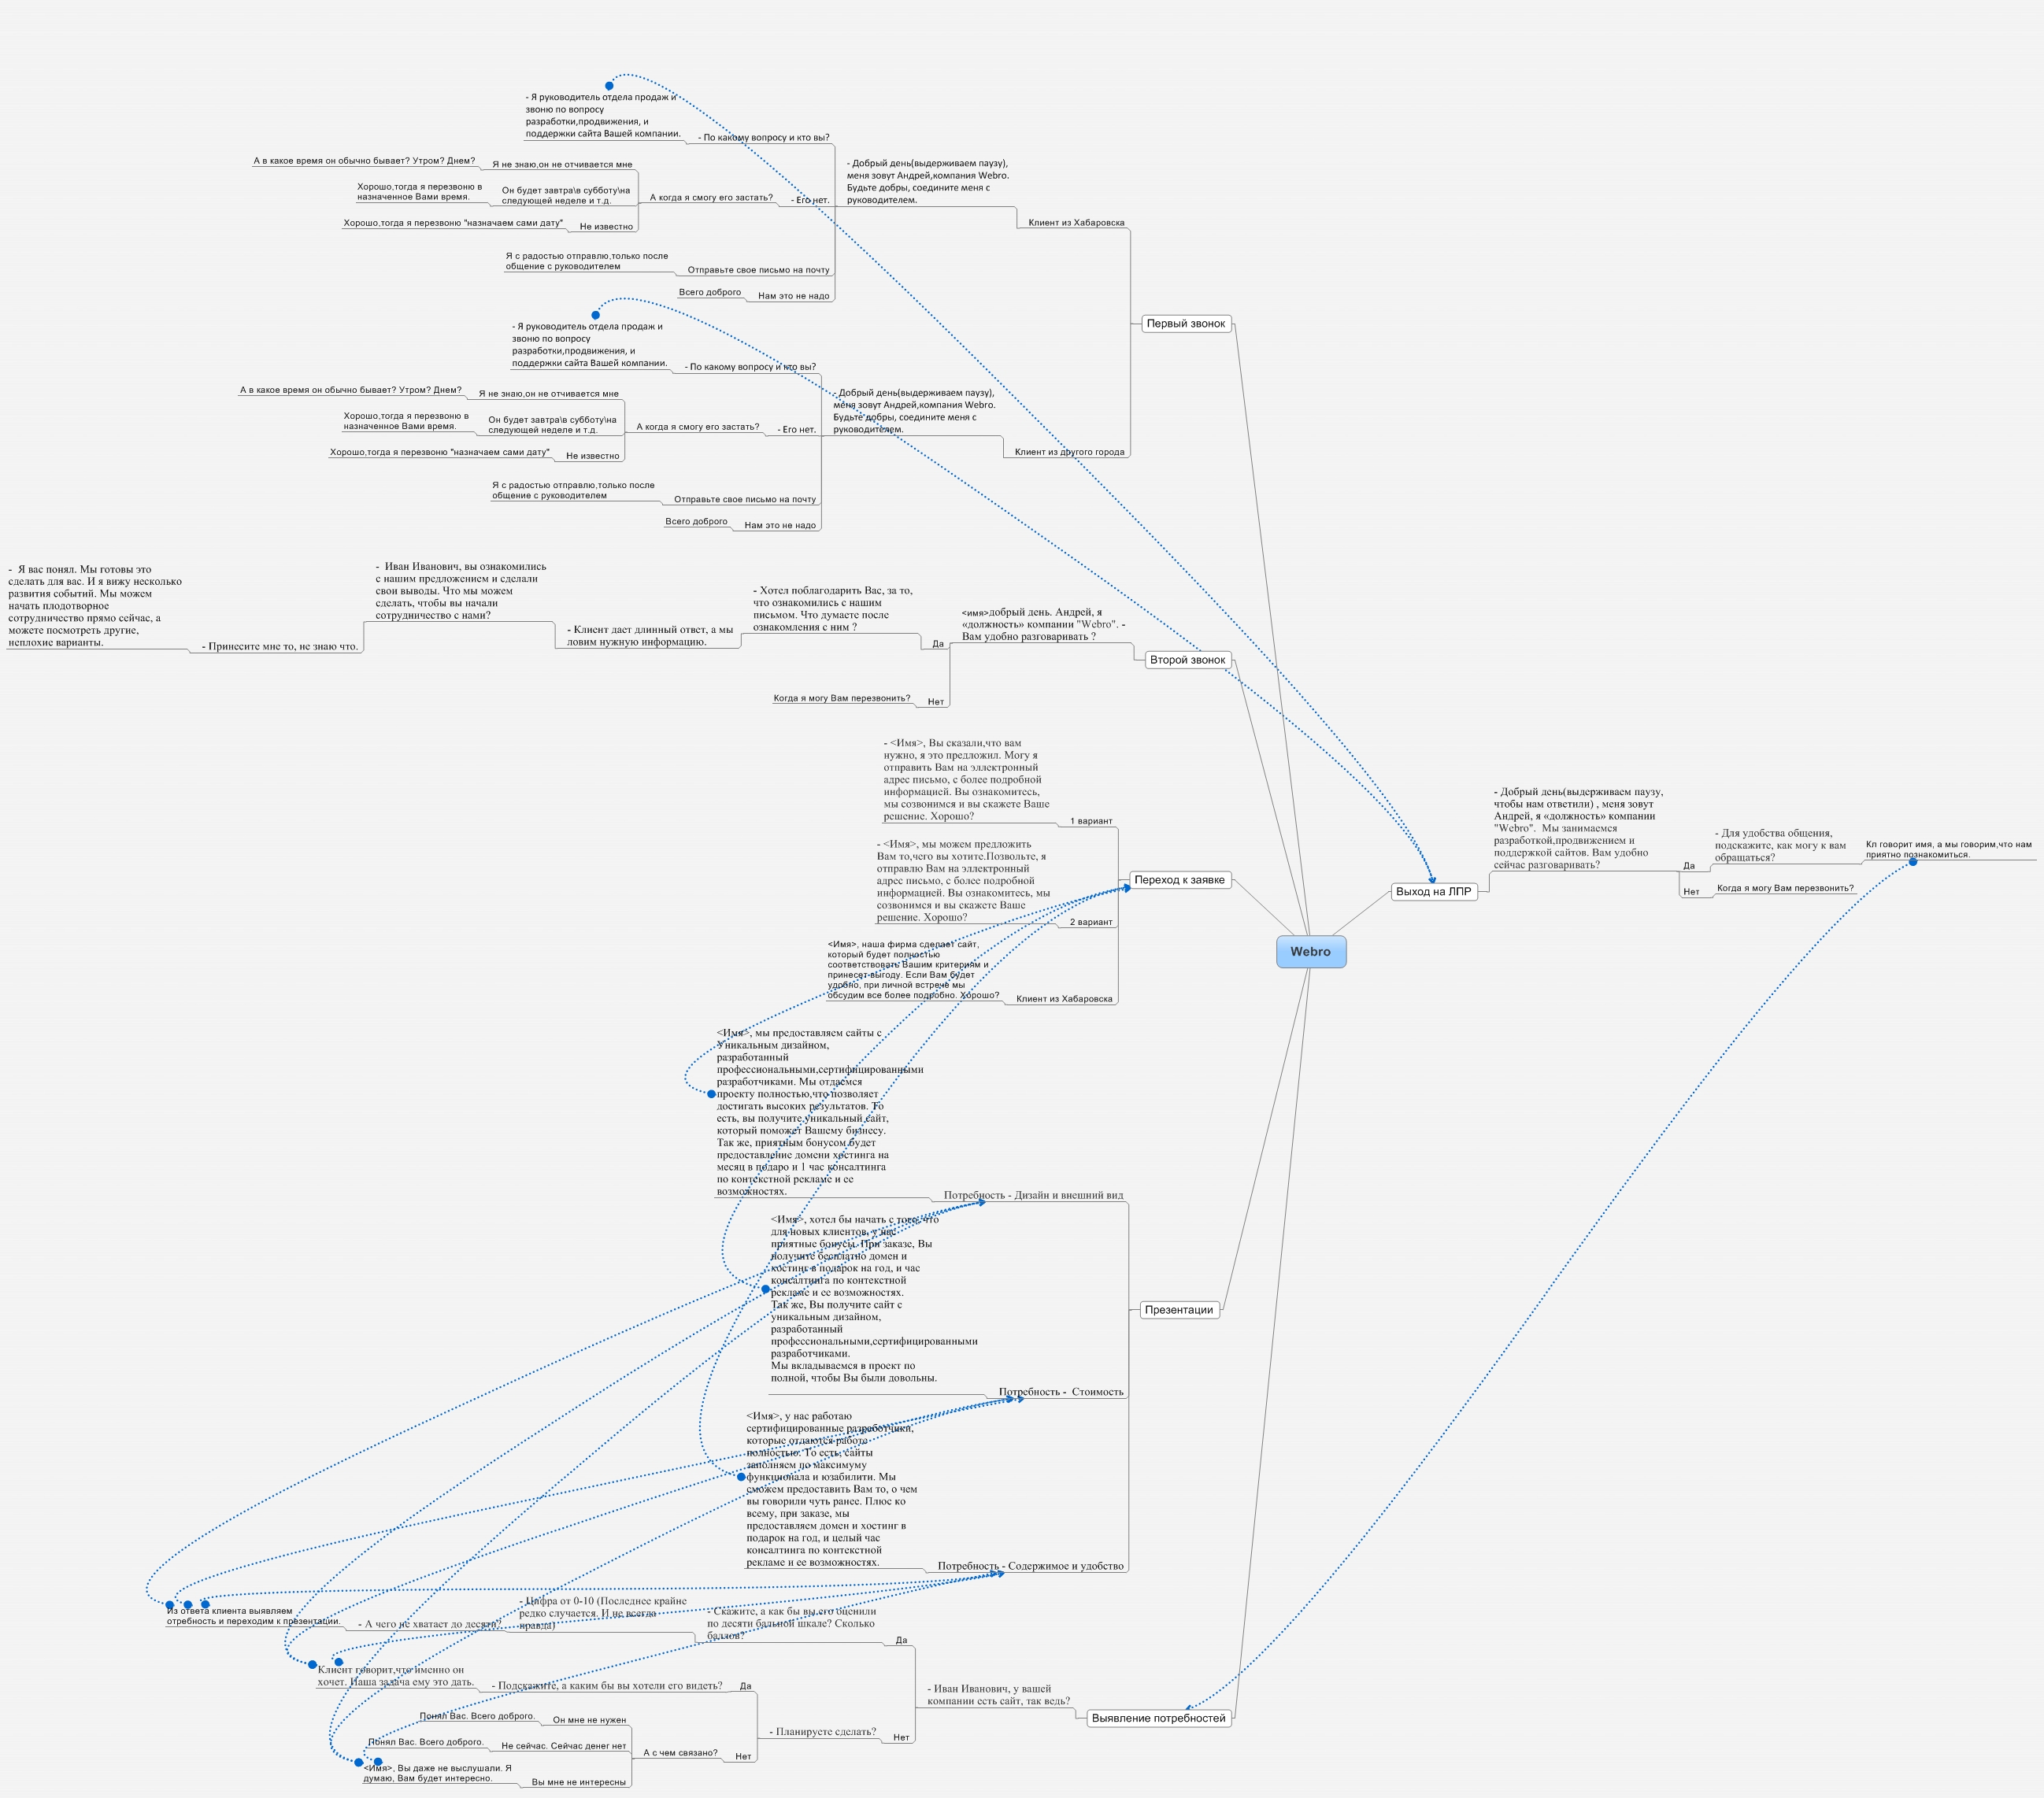 - Я руководитель отдела продаж и
звоню по вопросу
разработки,продвижения, и
поддержки сайта Вашей компании.
- По какому вопросу и кто вы?
А в какое время он обычно бывает? Утром? Днем?
Я не знаю,он не отчивается мне
Хорошо,тогда я перезвоню в
назначенное Вами время.
Он будет завтра\в субботу\на
следующей неделе и т.д.
Хорошо,тогда я перезвоню "назначаем сами дату"
Не известно
А когда я смогу его застать?
- Его нет.
Я с радостью отправлю,только после
общение с руководителем
Отправьте свое письмо на почту
Всего доброго
Нам это не надо
- Добрый день(выдерживаем паузу),
меня зовут Андрей,компания Webro.
Будьте добры, соедините меня с
руководителем.
Клиент из Хабаровска
- Я руководитель отдела продаж и
звоню по вопросу
разработки,продвижения, и
поддержки сайта Вашей компании.
- По какому вопросу и кто вы?
А в какое время он обычно бывает? Утром? Днем?
Я не знаю,он не отчивается мне
Хорошо,тогда я перезвоню в
назначенное Вами время.
Он будет завтра\в субботу\на
следующей неделе и т.д.
Хорошо,тогда я перезвоню "назначаем сами дату"
Не известно
А когда я смогу его застать?
- Его нет.
Я с радостью отправлю,только после
общение с руководителем
Отправьте свое письмо на почту
Всего доброго
Нам это не надо
- Добрый день(выдерживаем паузу),
меня зовут Андрей,компания Webro.
Будьте добры, соедините меня с
руководителем.
Клиент из другого города
Первый звонок
- Я вас понял. Мы готовы это
сделать для вас. И я вижу несколько
развития событий. Мы можем
начать плодотворное
сотрудничество прямо сейчас, а
можете посмотреть другие,
неплохие варианты.
- Принесите мне то, не знаю что.
- Иван Иванович, вы ознакомились
с нашим предложением и сделали
свои выводы. Что мы можем
сделать, чтобы вы начали
сотрудничество с нами?
- Клиент дает длинный ответ, а мы
ловим нужную информацию.
- Хотел поблагодарить Вас, за то,
что ознакомились с нашим
письмом. Что думаете после
ознакомления с ним ?
Да
Когда я могу Вам перезвонить?
Нет
<имя>добрый день. Андрей, я
«должность» компании "Webro". -
Вам удобно разговаривать ?
Второй звонок
- <Имя>, Вы сказали,что вам
нужно, я это предложил. Могу я
отправить Вам на эллектронный
адрес письмо, с более подробной
информацией. Вы ознакомитесь,
мы созвонимся и вы скажете Ваше
решение. Хорошо?
1 вариант
- <Имя>, мы можем предложить
Вам то,чего вы хотите.Позвольте, я
отправлю Вам на эллектронный
адрес письмо, с более подробной
информацией. Вы ознакомитесь, мы
созвонимся и вы скажете Ваше
решение. Хорошо?
2 вариант
<Имя>, наша фирма сделает сайт,
который будет полностью
соответствовать Вашим критериям и
принесет выгоду. Если Вам будет
удобно, при личной встрече мы
обсудим все более подробно. Хорошо?
Клиент из Хабаровска
Переход к заявке
Webro
Выход на ЛПР
- Добрый день(выдерживаем паузу,
чтобы нам ответили) , меня зовут
Андрей, я «должность» компании
"Webro". Мы занимаемся
разработкой,продвижением и
поддержкой сайтов. Вам удобно
сейчас разговаривать?
Да
- Для удобства общения,
подскажите, как могу к вам
обращаться?
Кл говорит имя, а мы говорим,что нам
приятно познакомиться.
Нет
Когда я могу Вам перезвонить?
<Имя>, мы предоставляем сайты с
Уникальным дизайном,
разработанный
профессиональными,сертифицированными
разработчиками. Мы отдаемся
проекту полностью,что позволяет
достигать высоких результатов. То
есть, вы получите уникальный сайт,
который поможет Вашему бизнесу.
Так же, приятным бонусом будет
предоставление домени хостинга на
месяц в подаро и 1 час консалтинга
по контекстной рекламе и ее
возможностях.
Потребность - Дизайн и внешний вид
<Имя>, хотел бы начать с того, что
для новых клиентов, у нас
приятные бонусы. При заказе, Вы
получите бесплатно домен и
хостинг в подарок на год, и час
консалтинга по контекстной
рекламе и ее возможностях.
Так же, Вы получите сайт с
уникальным дизайном,
разработанный
профессиональными,сертифицированными
разработчиками.
Мы вкладываемся в проект по
полной, чтобы Вы были довольны.
Потребность - Стоимость
<Имя>, у нас работаю
сертифицированные разработчики,
которые отдаются работе
полностью. То есть, сайты
заполняем по максимуму
функционала и юзабилити. Мы
сможем предоставить Вам то, о чем
вы говорили чуть ранее. Плюс ко
всему, при заказе, мы
предоставляем домен и хостинг в
подарок на год, и целый час
консалтинга по контекстной
рекламе и ее возможностях.
Потребность - Содержимое и удобство
Презентации
Из ответа клиента выявляем
отребность и переходим к презентации.
- А чего не хватает до десяти?
- Цифра от 0-10 (Последнее крайне
редко случается. И не всегда
правда)
- Скажите, а как бы вы его оценили
по десяти бальной шкале? Сколько
баллов?
Да
Клиент говорит,что именно он
хочет. Наша задача ему это дать.
- Подскажите, а каким бы вы хотели его видеть?
Да
Понял Вас. Всего доброго.
Он мне не нужен
Понял Вас. Всего доброго.
Не сейчас. Сейчас денег нет
<Имя>, Вы даже не выслушали. Я
думаю, Вам будет интересно.
Вы мне не интересны
А с чем связано?
Нет
- Планируете сделать?
Нет
- Иван Иванович, у вашей
компании есть сайт, так ведь?
Выявление потребностей